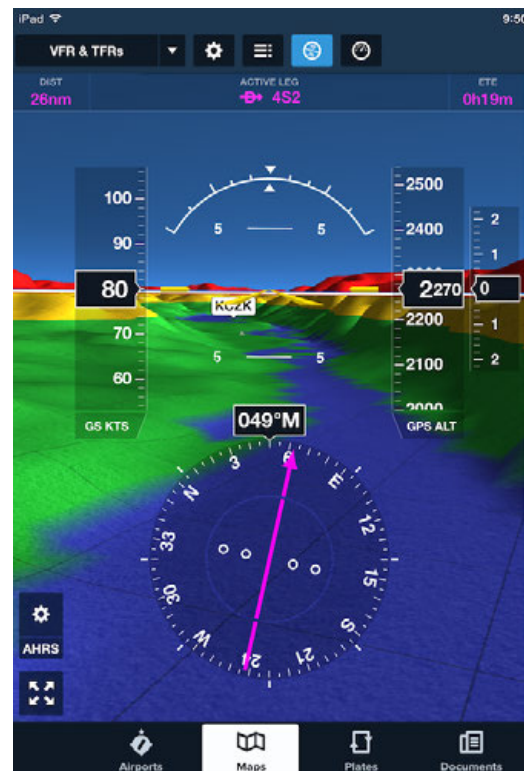 iPad 9:50
VFR & TFRs
DIST ACTIVE LEG ETE
26nm D 4S2 0h19m
100 2500
90 5 5 2400 2
1
80 2270 0
KCZK
70 2200 1
60 5 5 2100 2
2000
GS KTS 049°M GPS ALT
N 3 6 E 12 15 S 21 24 W 30 33
AHRS
Airports Maps Plates Documents